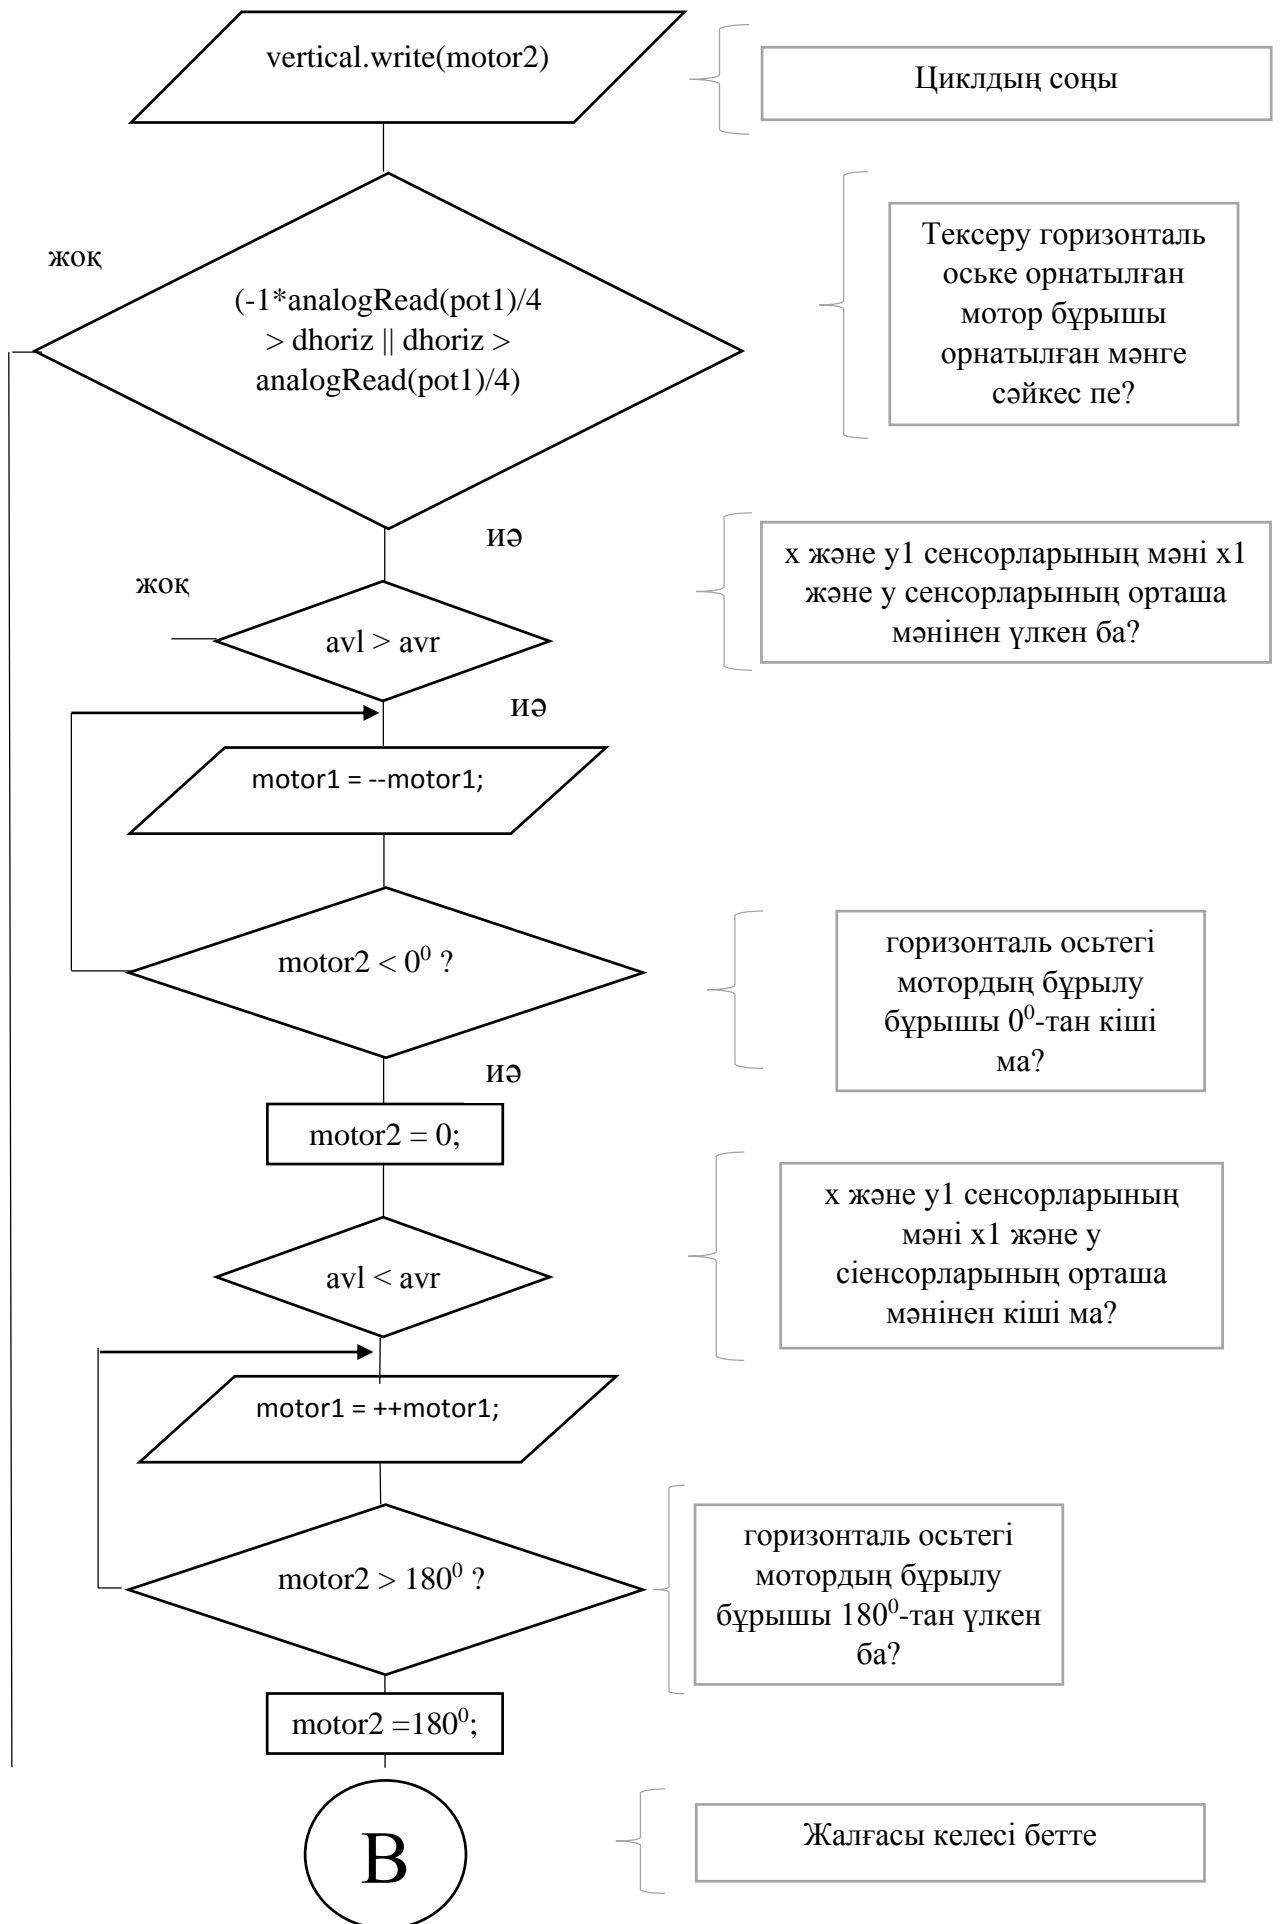 vertical.write(motor2)
Циклдың соңы
жоқ
(-1*analogRead(pot1)/4
> dhoriz || dhoriz >
analogRead(pot1)/4)
Тексеру горизонталь
оське орнатылған
мотор бұрышы
орнатылған мәнге
сәйкес пе?
иә
жоқ
avl > avr
х және у1 сенсорларының мәні х1
және у сенсорларының орташа
мәнінен үлкен ба?
иә
motor1 = --motor1;
motor2 < 0⁰ ?
горизонталь осьтегі
мотордың бұрылу
бұрышы 0⁰-тан кіші
ма?
иә
motor2 = 0;
avl < avr
х және у1 сенсорларының
мәні х1 және у
сіенсорларының орташа
мәнінен кіші ма?
motor1 = ++motor1;
motor2 > 180⁰ ?
горизонталь осьтегі
мотордың бұрылу
бұрышы 180⁰-тан үлкен
ба?
motor2 =180⁰;
В
Жалғасы келесі бетте